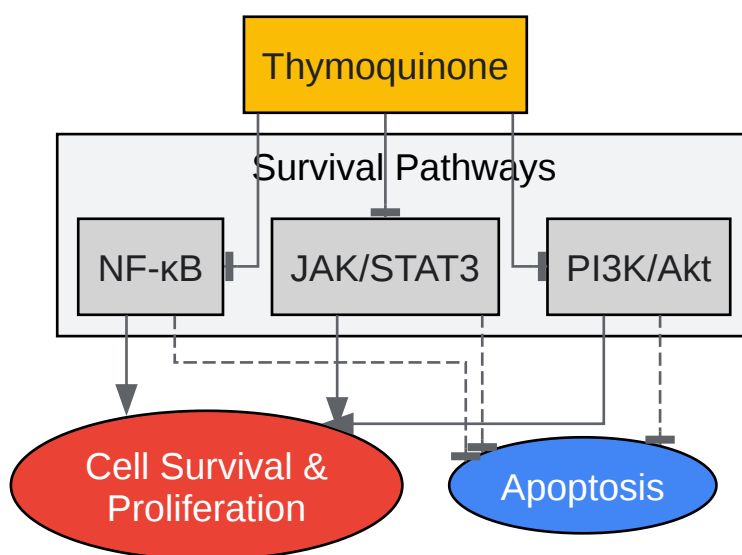 Thymoquinone
Survival Pathways
NF-κB
JAK/STAT3
PI3K/Akt
Cell Survival &
Proliferation
Apoptosis